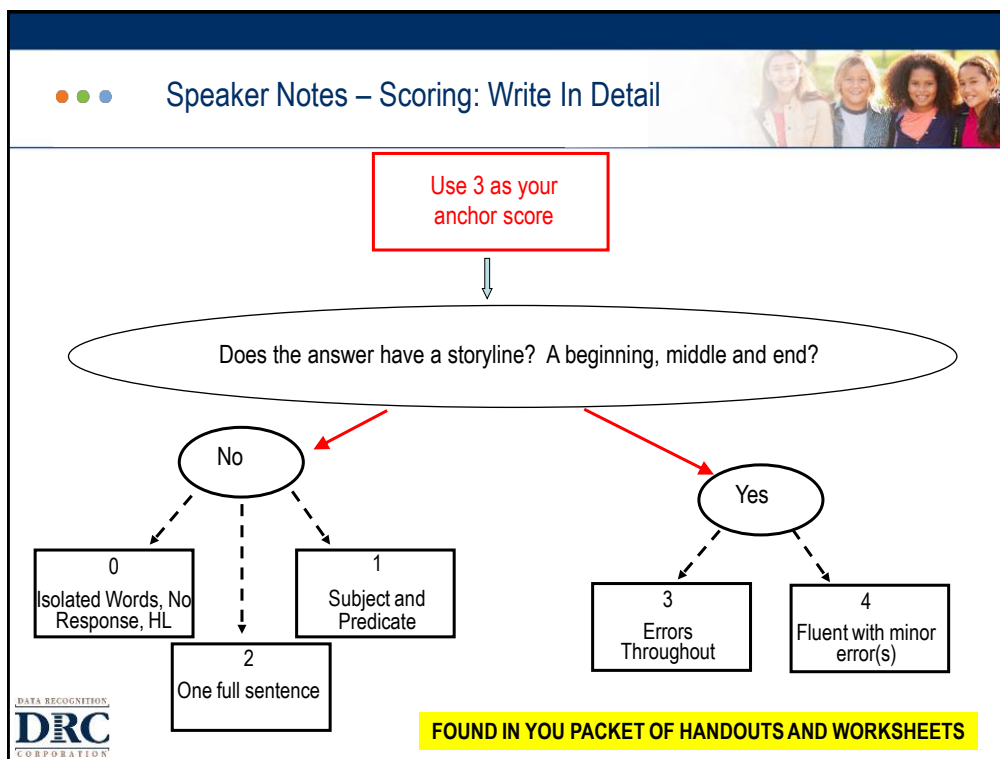 Speaker Notes – Scoring: Write In Detail
Use 3 as your
anchor score
Does the answer have a storyline? A beginning, middle and end?
No
Yes
0
Isolated Words, No
Response, HL
1
Subject and
Predicate
2
One full sentence
3
Errors
Throughout
4
Fluent with minor
error(s)
DATA RECOGNITION
DRC
CORPORATION
FOUND IN YOU PACKET OF HANDOUTS AND WORKSHEETS